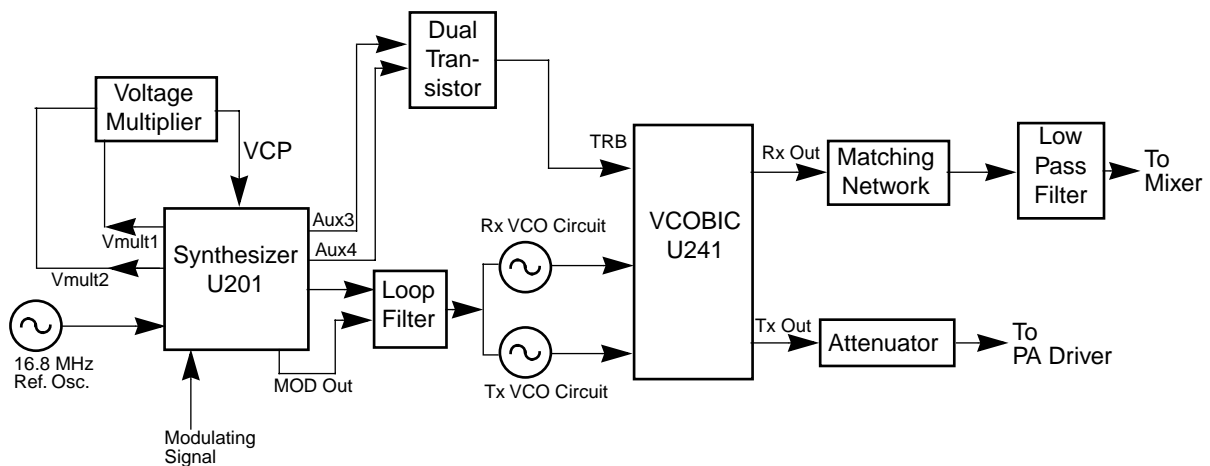 Dual
Tran-
sistor
Voltage
Multiplier
VCP
TRB
Rx Out
Matching
Network
Low
Pass
Filter
To
Mixer
Aux3
Vmult1
Rx VCO Circuit
VCOBIC
U241
Synthesizer
U201
Aux4
Vmult2
Loop
Filter
Tx Out
Attenuator
To
PA Driver
16.8 MHz
Ref. Osc.
MOD Out
Tx VCO Circuit
Modulating
Signal